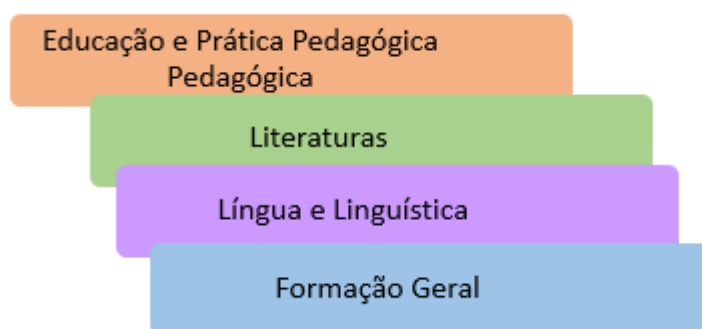 Educação e Prática Pedagógica
Pedagógica
Literaturas
Língua e Linguística
Formação Geral